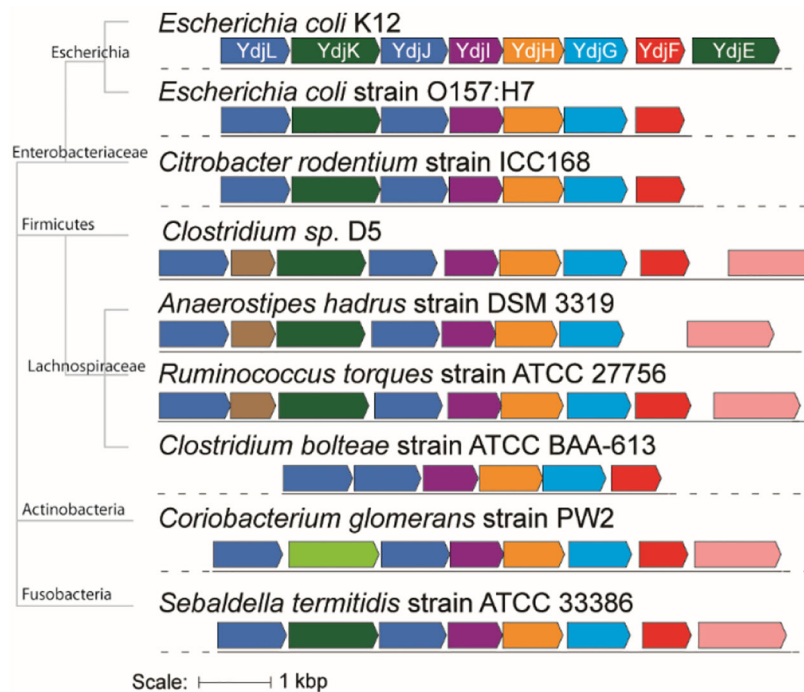 Escherichia coli K12
Escherichia
YdjL YdjK YdjJ YdjI YdjH YdjG YdjF YdjE
Escherichia coli strain O157:H7
Enterobacteriaceae
Citrobacter rodentium strain ICC168
Firmicutes
Clostridium sp. D5
Anaerostipes hadrus strain DSM 3319
Lachnospiraceae
Ruminococcus torques strain ATCC 27756
Clostridium bolteae strain ATCC BAA-613
Actinobacteria
Coriobacterium glomerans strain PW2
Fusobacteria
Sebaldella termitidis strain ATCC 33386
Scale: 1 kbp